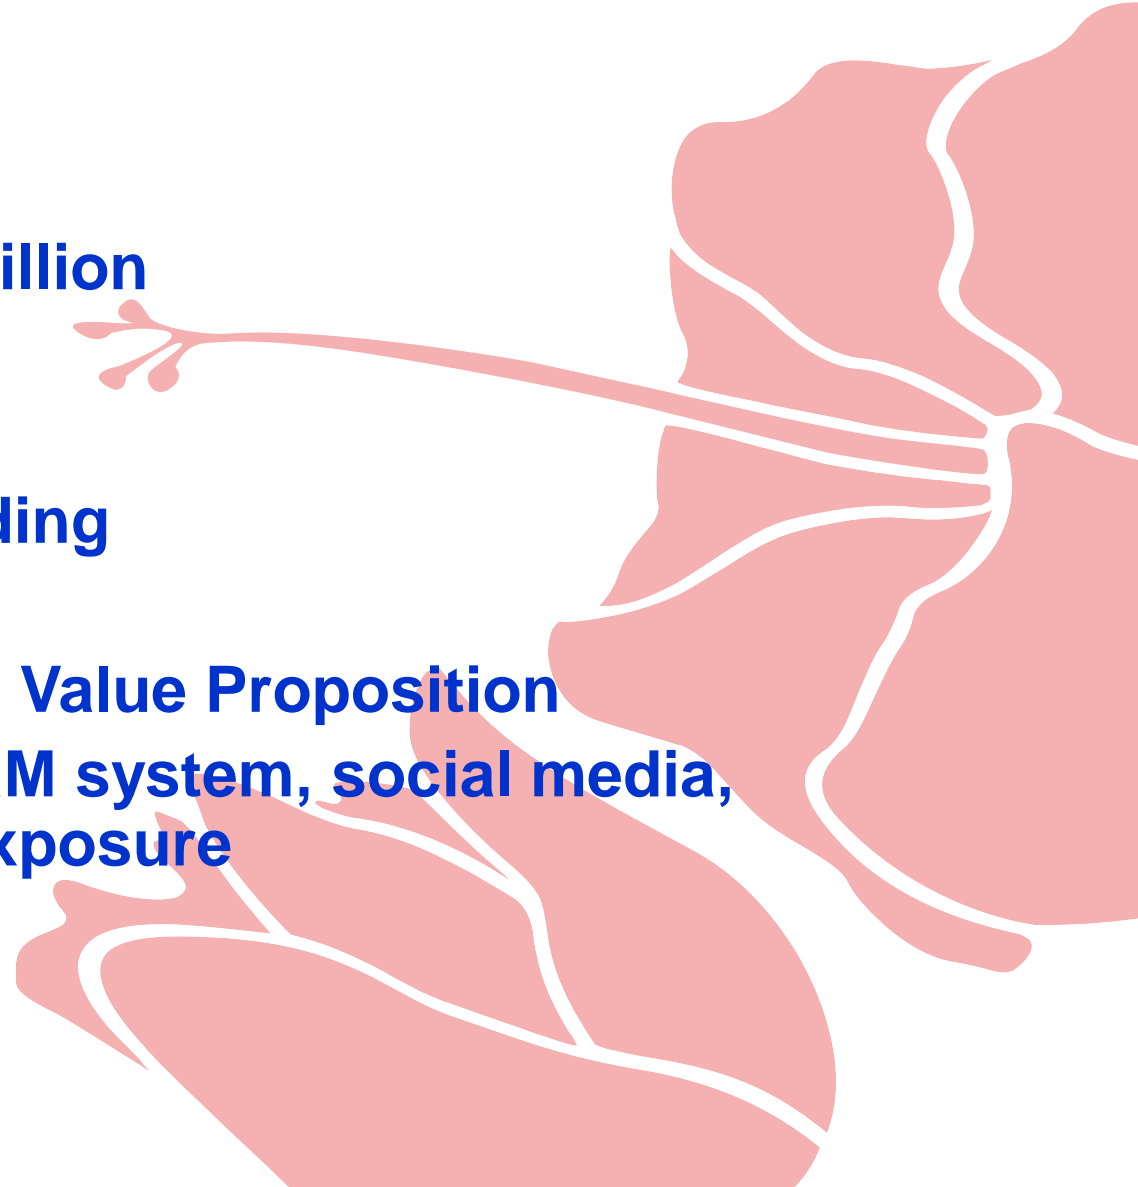 illion
ding
Value Proposition
M system, social media,
xposure